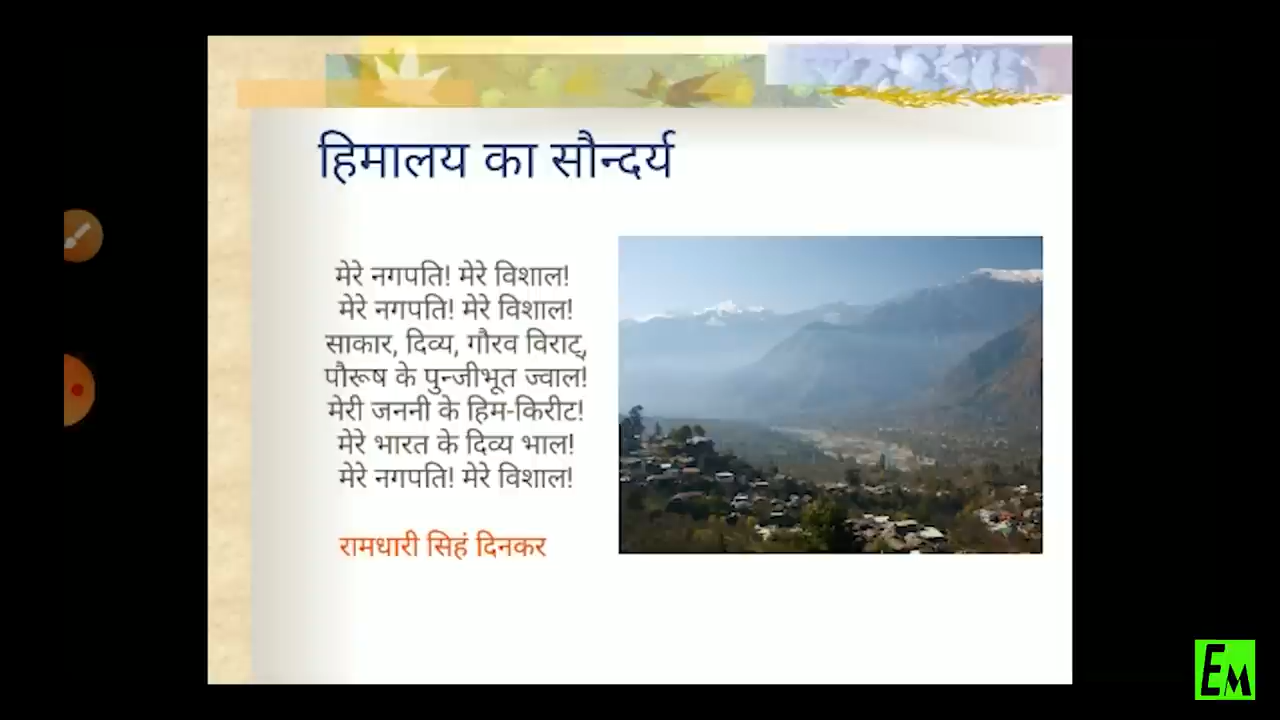 हिमालय का सौन्दर्य
मेरे नगपति! मेरे विशाल!
मेरे नगपति! मेरे विशाल!
साकार, दिव्य, गौरव विराट्,
पौरूष के पुन्जीभूत ज्वाल!
मेरी जननी के हिम-किरीट!
मेरे भारत के दिव्य भाल!
मेरे नगपति! मेरे विशाल!
रामधारी सिहं दिनकर
EM